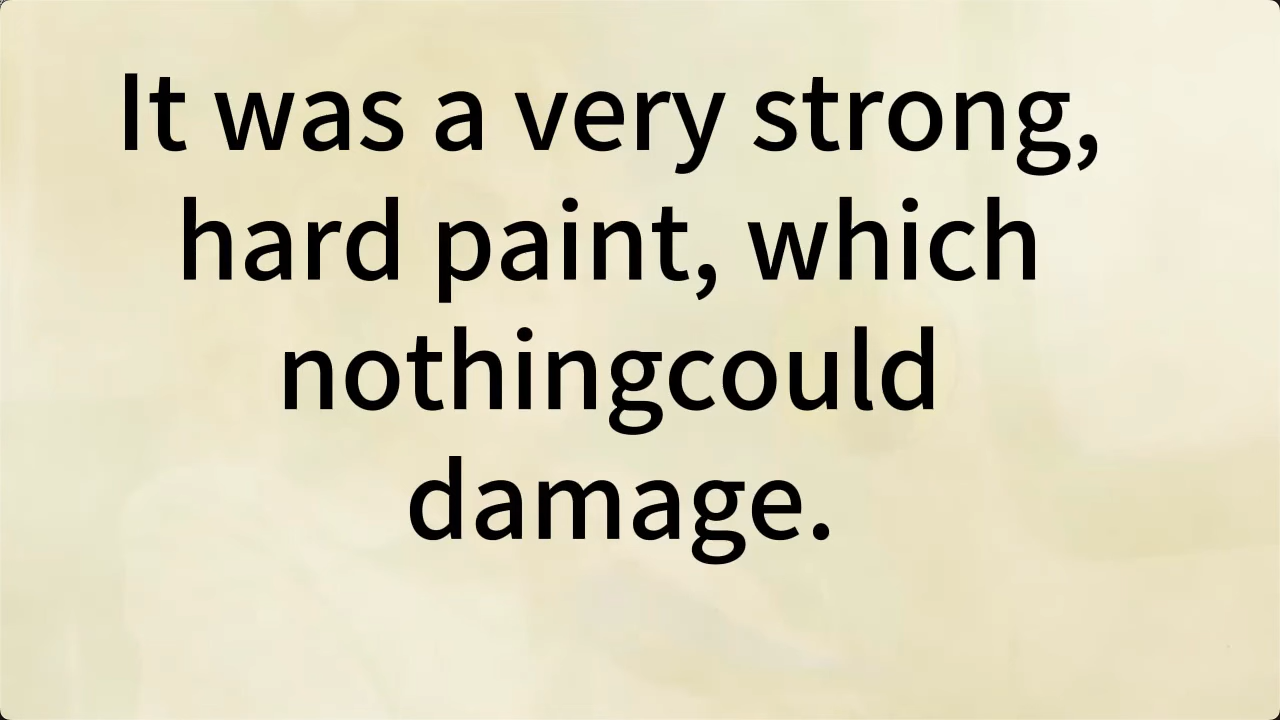 It was a very strong,
hard paint, which
nothingcould
damage.